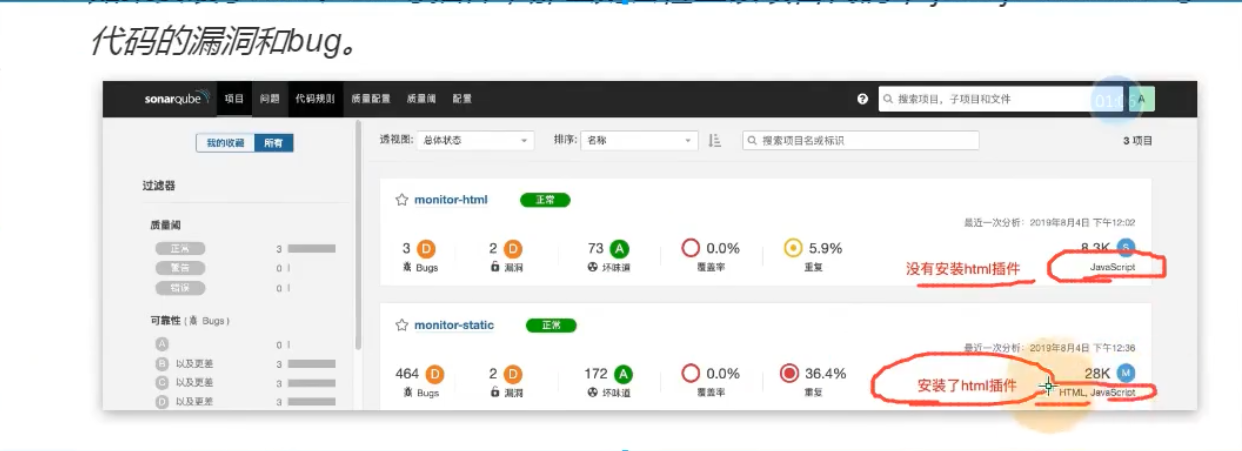 代码的漏洞和bug。
sonarqube 项目 问题 代码规则 质量配置 质量阈 配置 搜索项目，子项目和文件 A
我的收藏 所有 透视图: 总体状态 排序: 名称 搜索项目名或标识 3 项目
过滤器
monitor-html 正常
质量阈
最近一次分析: 2019年8月4日 下午12:02
正常 3
3 D 2 D 73 A 0.0% 5.9% 8.3K S
警告 0
Bugs 漏洞 坏味道 覆盖率 重复 没有安装html插件 JavaScript
错误 0
可靠性 ( Bugs )
monitor-static 正常
A 0
最近一次分析: 2019年8月4日 下午12:36
B 以及更差 3
464 D 2 D 172 A 0.0% 36.4% 28K M
C 以及更差 3
安装了html插件
Bugs 漏洞 坏味道 覆盖率 重复 HTML, JavaScript
D 以及更差 3